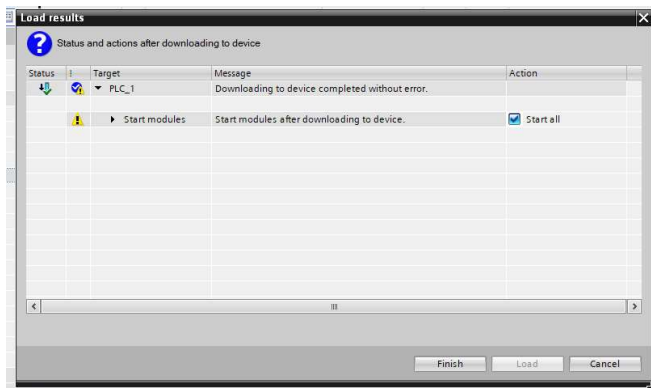 Load results
Status and actions after downloading to device
Status ! Target Message Action
PLC_1 Downloading to device completed without error.
Start modules Start modules after downloading to device. Start all
Finish Load Cancel